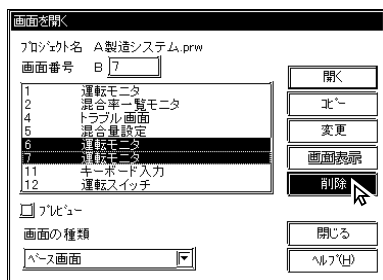 画面を開く
ﾌﾟﾛｼﾞｪｸﾄ名 A製造システム.prw
画面番号 B 7
1 運転モニタ
2 混合率一覧モニタ
4 トラブル画面
5 混合量設定
6 運転モニタ
7 運転モニタ
11 キーボード入力
12 運転スイッチ
プレビュー
画面の種類
ベース画面
開く
コピー
変更
画面表示
削除
閉じる
ヘルプ(H)